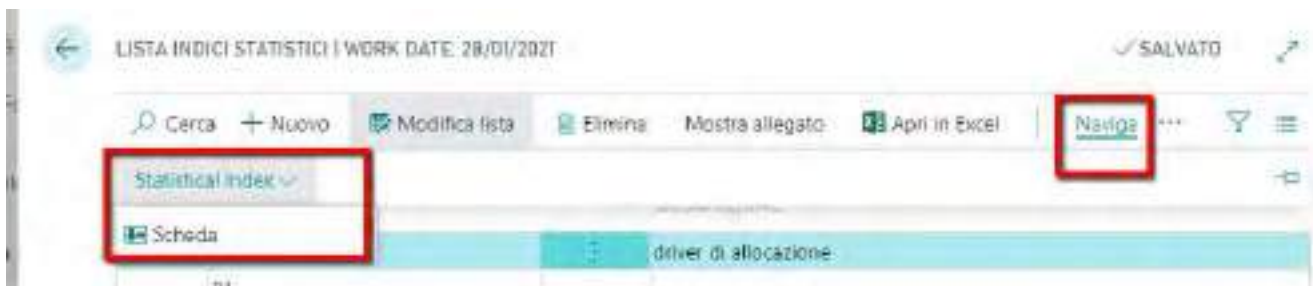 LISTA INDICI STATISTICI | WORK DATE: 28/01/2021 SALVATO
Cerca + Nuovo Modifica lista Elimina Mostra allegato Apri in Excel Naviga ...
Statistical Index
Scheda
driver di allocazione